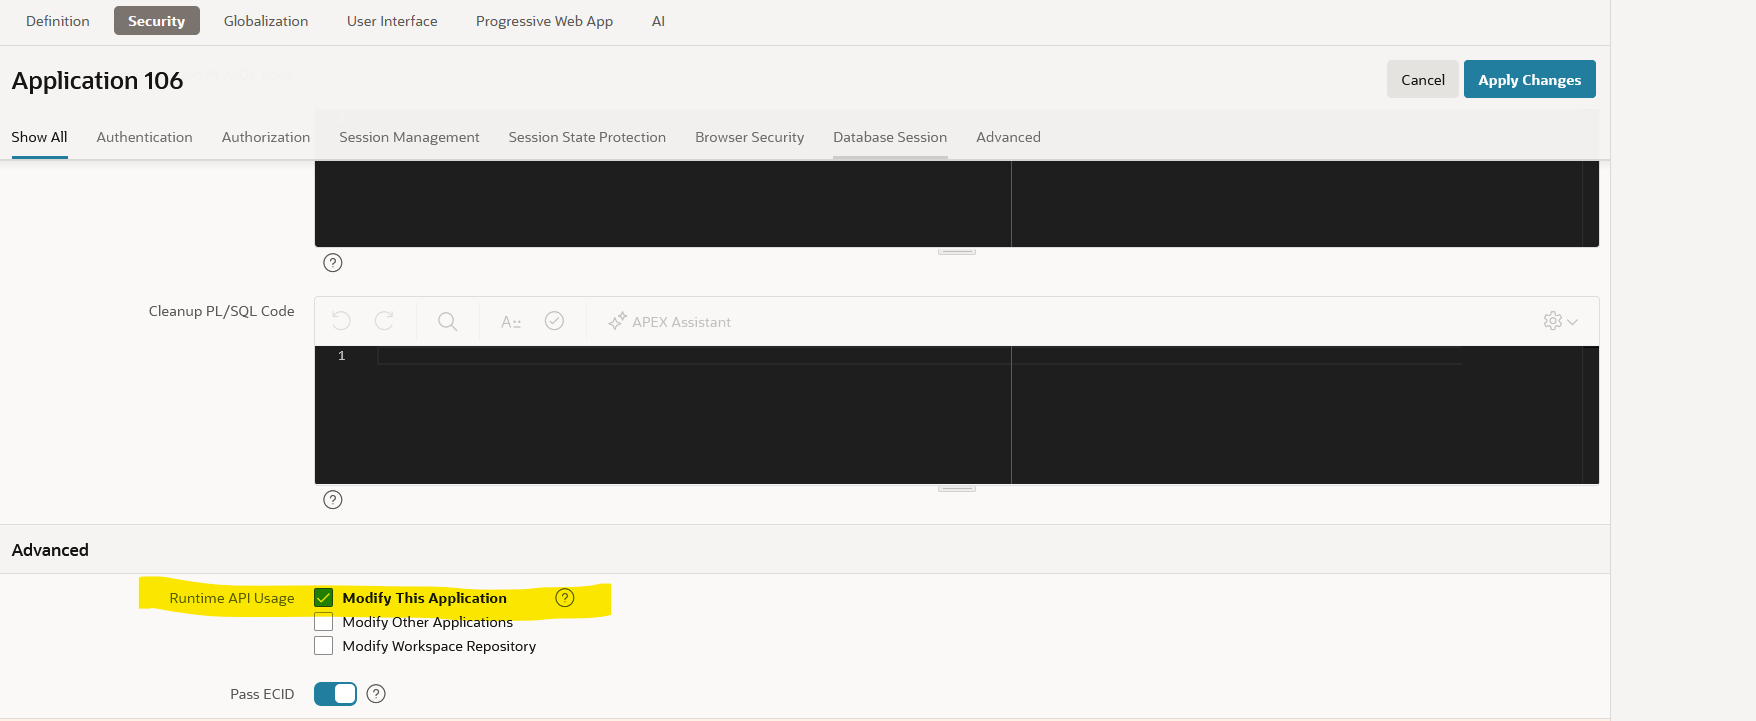 Definition Security Globalization User Interface Progressive Web App AI
Application 106
Cancel Apply Changes
Show All Authentication Authorization Session Management Session State Protection Browser Security Database Session Advanced
?
Cleanup PL/SQL Code
A:: APEX Assistant
1
?
Advanced
Runtime API Usage Modify This Application ?
Modify Other Applications
Modify Workspace Repository
Pass ECID ?